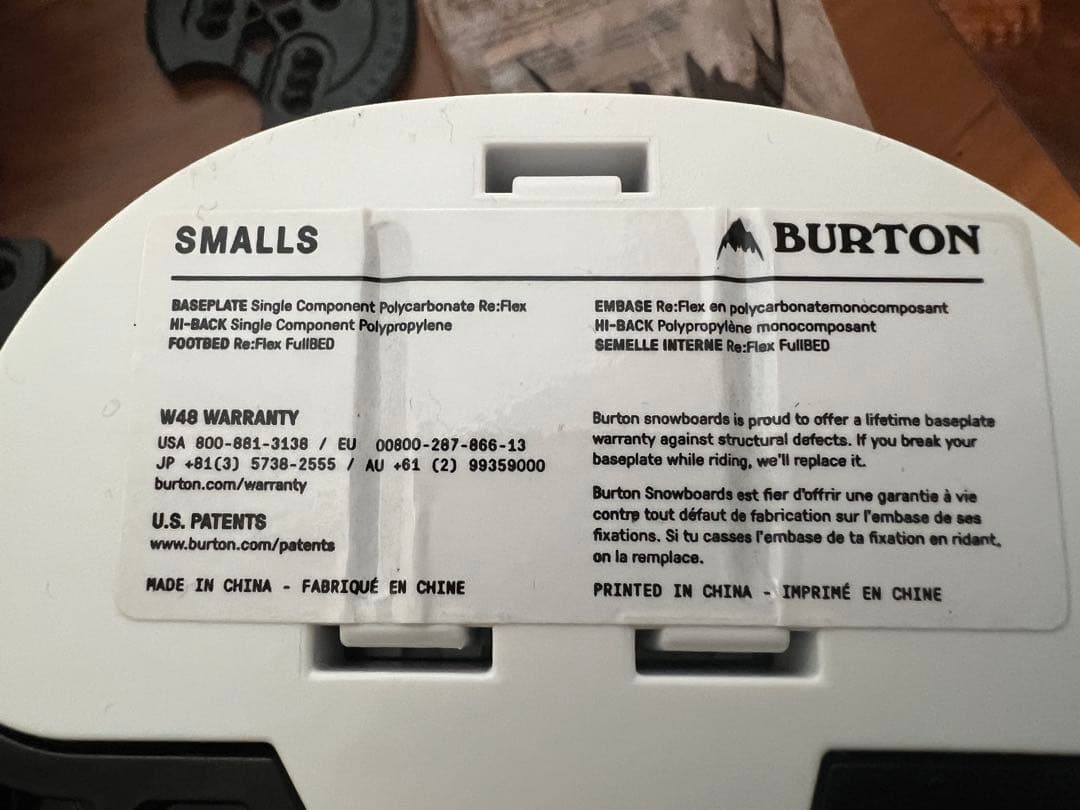 SMALLS
BURTON
BASEPLATE Single Component Polycarbonate Re:Flex
HI-BACK Single Component Polypropylene
FOOTBED Re:Flex FullBED
EMBASE Re:Flex en polycarbonatemonocomposant
HI-BACK Polypropylène monocomposant
SEMELLE INTERNE Re:Flex FullBED
W48 WARRANTY
USA 800-881-3138 / EU 00800-287-866-13
JP +81(3) 5738-2555 / AU +61 (2) 99359000
burton.com/warranty
U.S. PATENTS
www.burton.com/patents
MADE IN CHINA - FABRIQUÉ EN CHINE
Burton snowboards is proud to offer a lifetime baseplate
warranty against structural defects. If you break your
baseplate while riding, we'll replace it.
Burton Snowboards est fier d'offrir une garantie à vie
contre tout défaut de fabrication sur l'embase de ses
fixations. Si tu casses l'embase de ta fixation en ridant,
on la remplace.
PRINTED IN CHINA - IMPRIMÉ EN CHINE